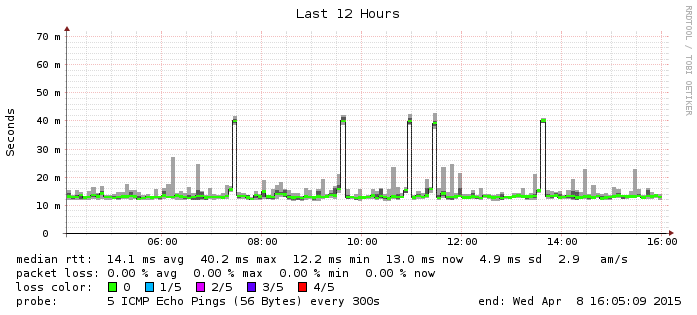 Last 12 Hours
RRDTOOL / TOBI OETIKER
Seconds
70 m
60 m
50 m
40 m
30 m
20 m
10 m
0
06:00 08:00 10:00 12:00 14:00 16:00
median rtt: 14.1 ms avg 40.2 ms max 12.2 ms min 13.0 ms now 4.9 ms sd 2.9 am/s
packet loss: 0.00 % avg 0.00 % max 0.00 % min 0.00 % now
loss color: 0 1/5 2/5 3/5 4/5
probe: 5 ICMP Echo Pings (56 Bytes) every 300s end: Wed Apr 8 16:05:09 2015